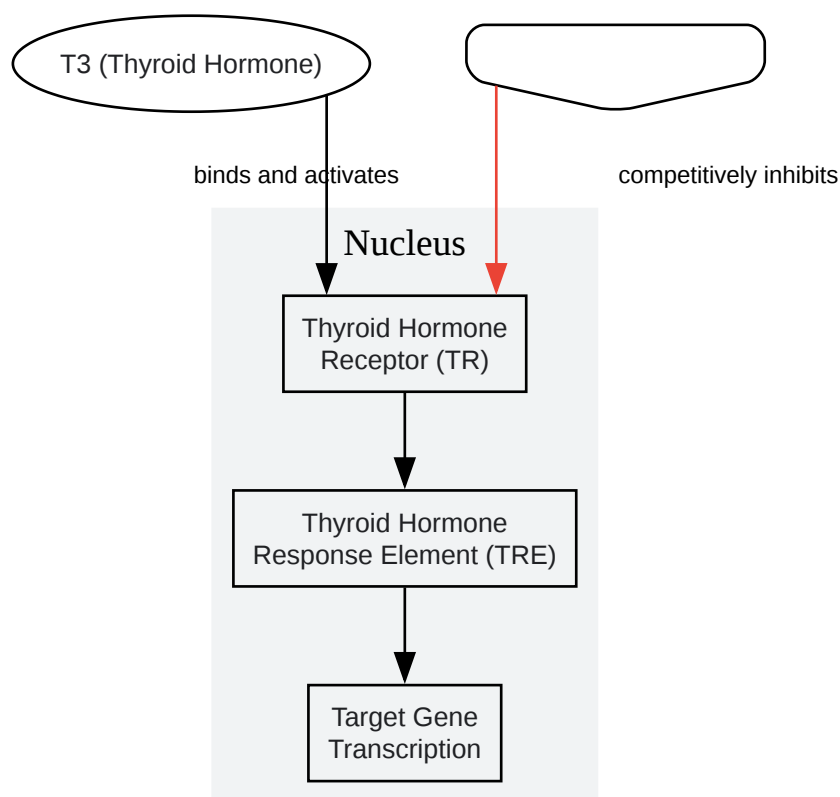 T3 (Thyroid Hormone)
binds and activates
competitively inhibits
Nucleus
Thyroid Hormone
Receptor (TR)
Thyroid Hormone
Response Element (TRE)
Target Gene
Transcription